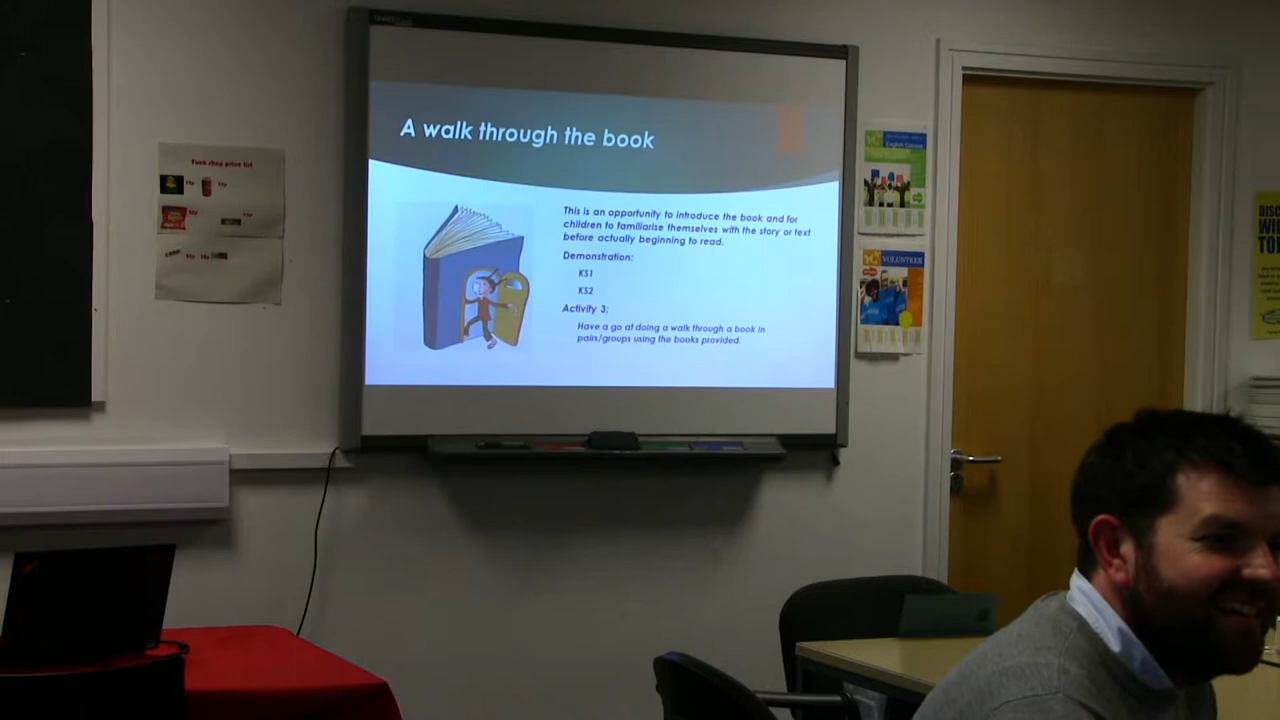 A walk through the book
This is an opportunity to introduce the book and for
children to familiarise themselves with the story or text
before actually beginning to read.
Demonstration:
KS1
KS2
Activity 3:
Have a go at doing a walk through a book in
pairs/groups using the books provided.
Tuck shop price list
English Census
VOLUNTEER